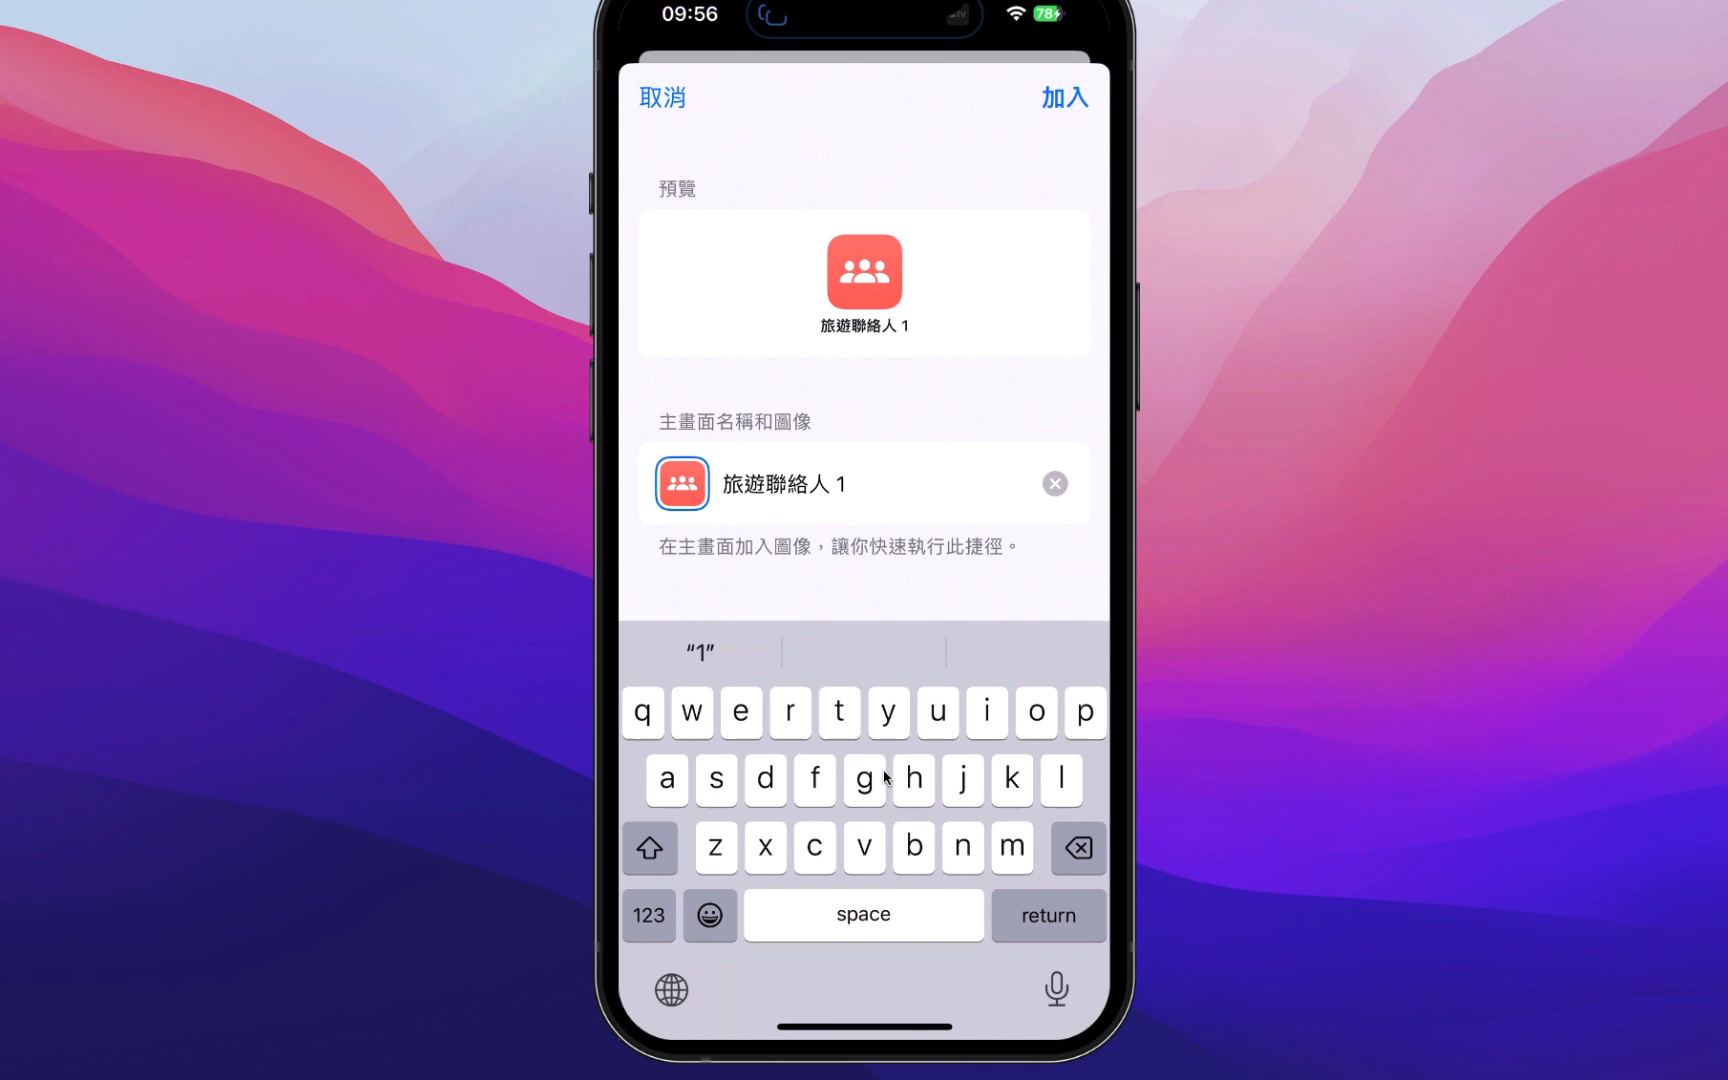 09:56
78
取消
加入
預覽
旅遊聯絡人 1
主畫面名稱和圖像
旅遊聯絡人 1
在主畫面加入圖像，讓你快速執行此捷徑。
“1”
q w e r t y u i o p
a s d f g h j k l
z x c v b n m
123 space return